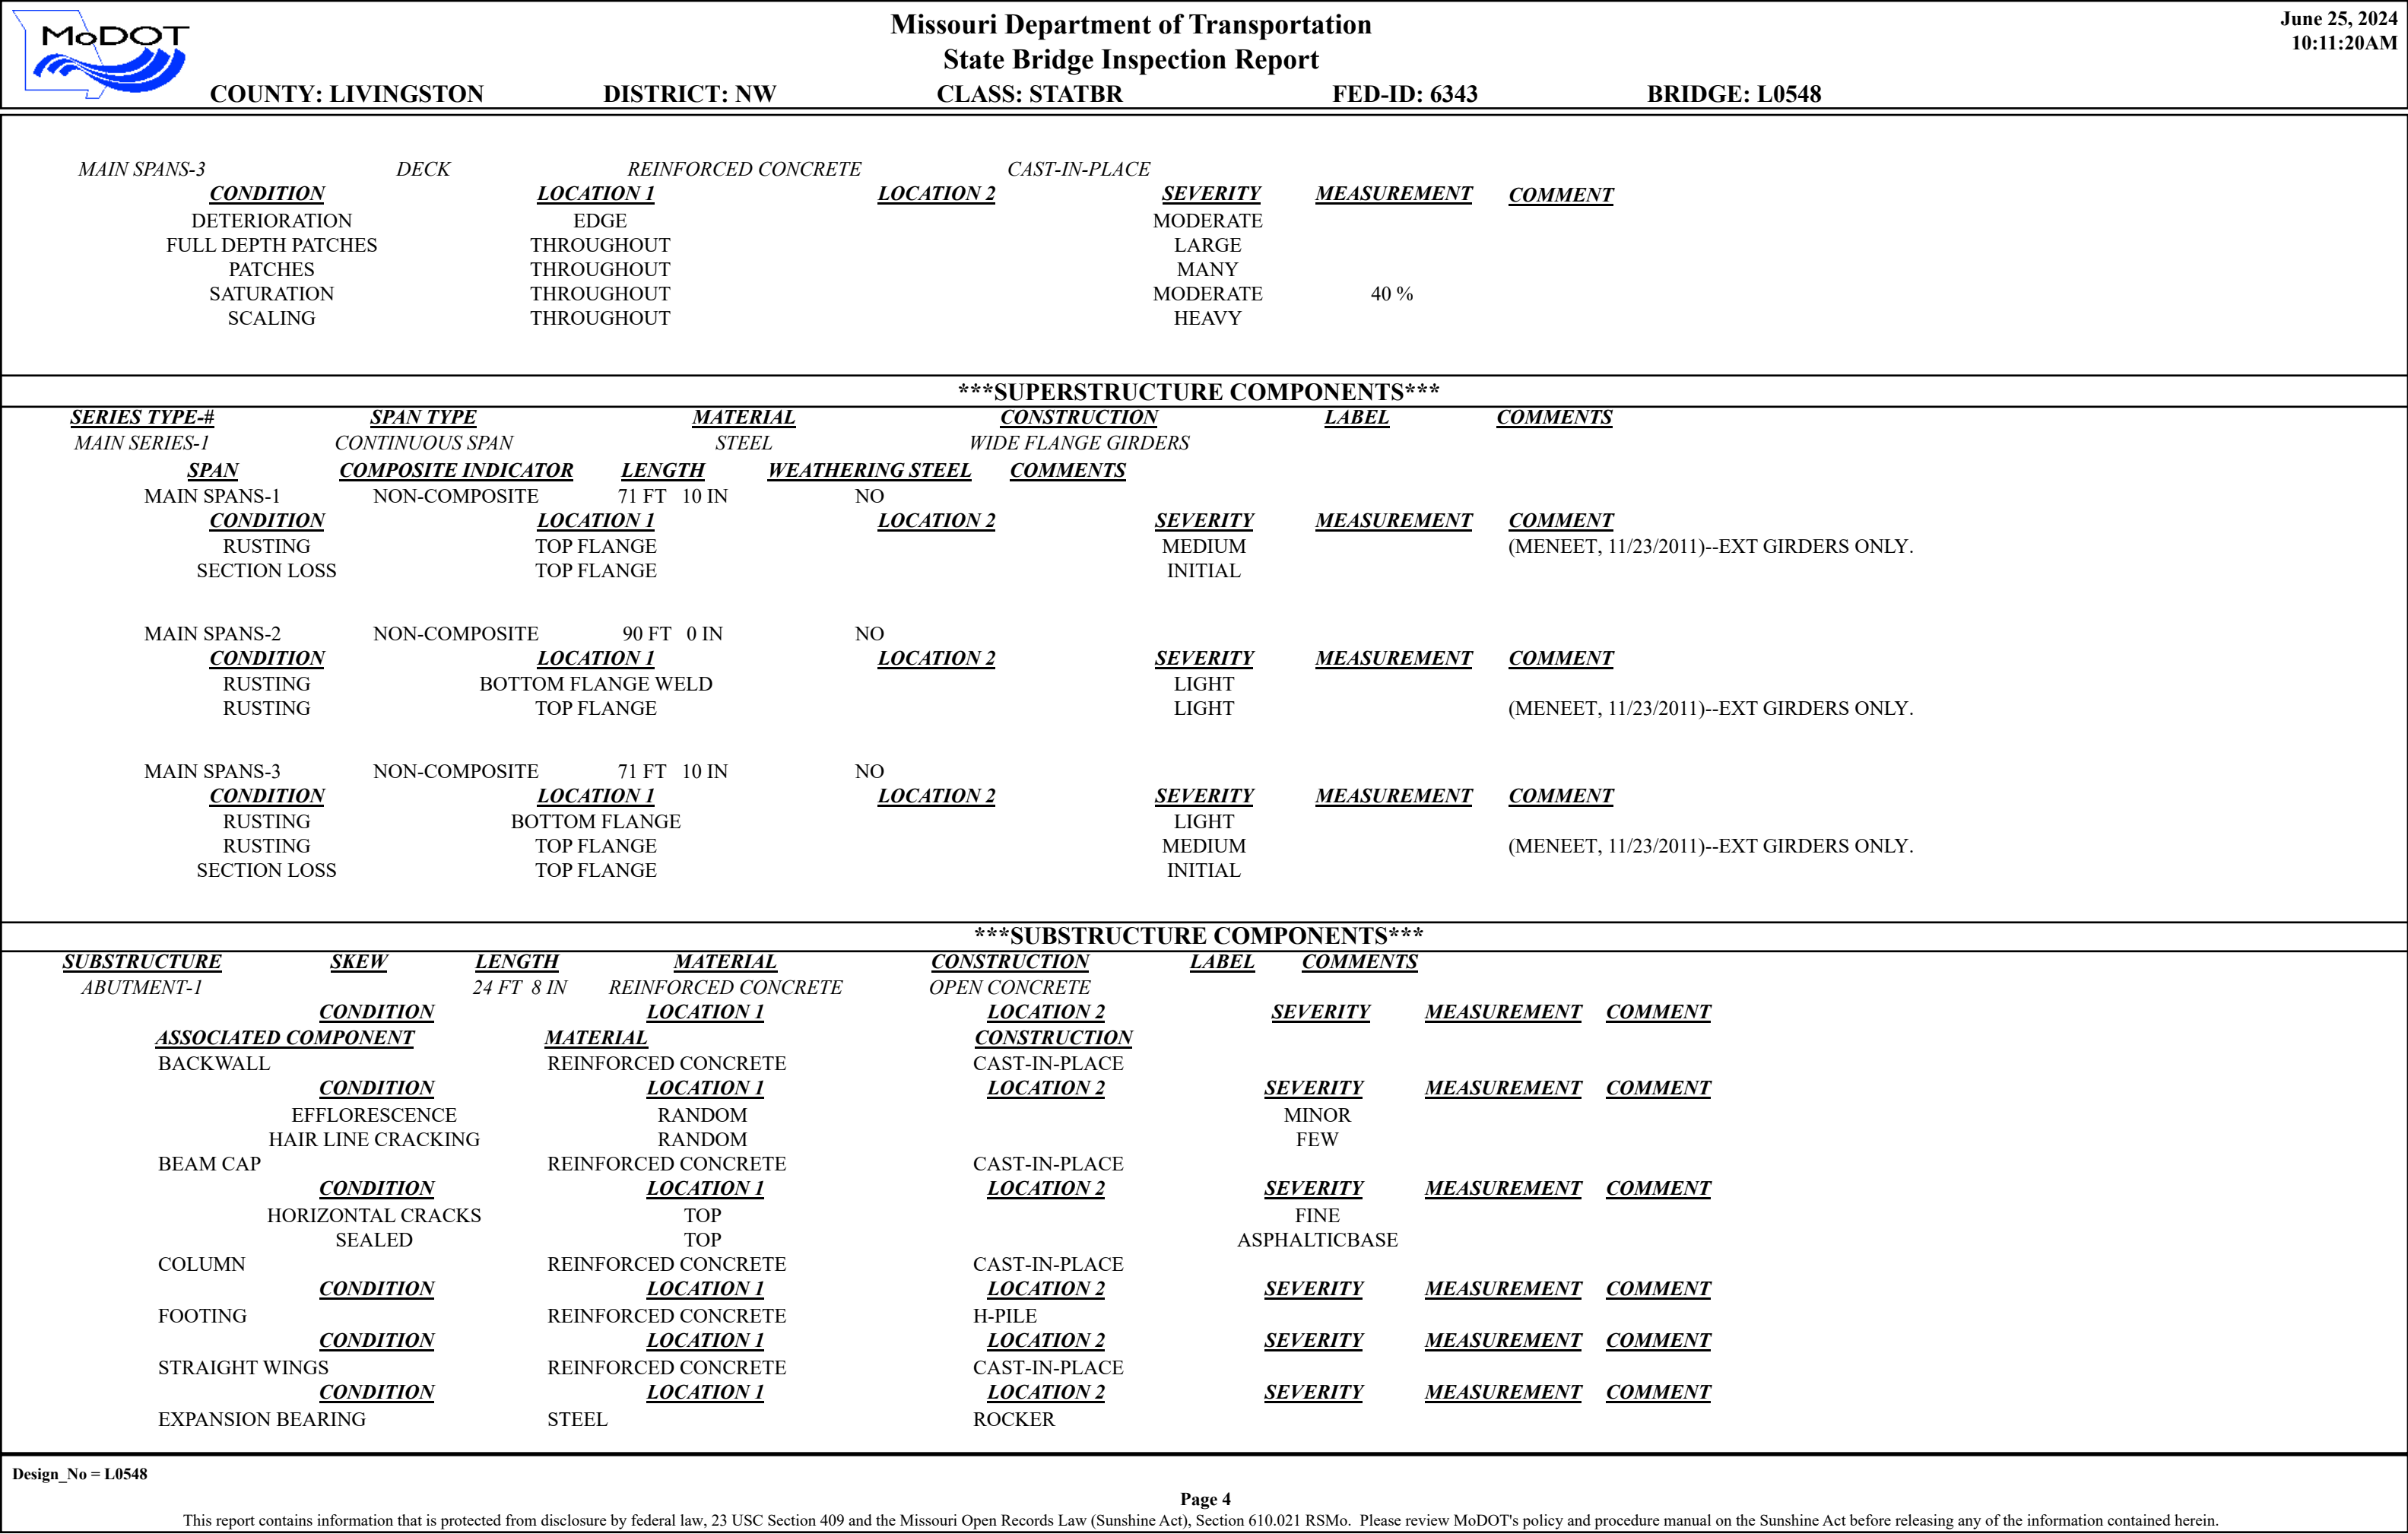 MoDOT
Missouri Department of Transportation
State Bridge Inspection Report
June 25, 2024
10:11:20AM
COUNTY: LIVINGSTON DISTRICT: NW CLASS: STATBR FED-ID: 6343 BRIDGE: L0548
MAIN SPANS-3 DECK REINFORCED CONCRETE CAST-IN-PLACE
CONDITION LOCATION 1 LOCATION 2 SEVERITY MEASUREMENT COMMENT
DETERIORATION EDGE MODERATE
FULL DEPTH PATCHES THROUGHOUT LARGE
PATCHES THROUGHOUT MANY
SATURATION THROUGHOUT MODERATE 40 %
SCALING THROUGHOUT HEAVY
***SUPERSTRUCTURE COMPONENTS***
SERIES TYPE-# SPAN TYPE MATERIAL CONSTRUCTION LABEL COMMENTS
MAIN SERIES-1 CONTINUOUS SPAN STEEL WIDE FLANGE GIRDERS
SPAN COMPOSITE INDICATOR LENGTH WEATHERING STEEL COMMENTS
MAIN SPANS-1 NON-COMPOSITE 71 FT 10 IN NO
CONDITION LOCATION 1 LOCATION 2 SEVERITY MEASUREMENT COMMENT
RUSTING TOP FLANGE MEDIUM (MENEET, 11/23/2011)--EXT GIRDERS ONLY.
SECTION LOSS TOP FLANGE INITIAL
MAIN SPANS-2 NON-COMPOSITE 90 FT 0 IN NO
CONDITION LOCATION 1 LOCATION 2 SEVERITY MEASUREMENT COMMENT
RUSTING BOTTOM FLANGE WELD LIGHT
RUSTING TOP FLANGE LIGHT (MENEET, 11/23/2011)--EXT GIRDERS ONLY.
MAIN SPANS-3 NON-COMPOSITE 71 FT 10 IN NO
CONDITION LOCATION 1 LOCATION 2 SEVERITY MEASUREMENT COMMENT
RUSTING BOTTOM FLANGE LIGHT
RUSTING TOP FLANGE MEDIUM (MENEET, 11/23/2011)--EXT GIRDERS ONLY.
SECTION LOSS TOP FLANGE INITIAL
***SUBSTRUCTURE COMPONENTS***
SUBSTRUCTURE SKEW LENGTH MATERIAL CONSTRUCTION LABEL COMMENTS
ABUTMENT-1 24 FT 8 IN REINFORCED CONCRETE OPEN CONCRETE
CONDITION LOCATION 1 LOCATION 2 SEVERITY MEASUREMENT COMMENT
ASSOCIATED COMPONENT MATERIAL CONSTRUCTION
BACKWALL REINFORCED CONCRETE CAST-IN-PLACE
CONDITION LOCATION 1 LOCATION 2 SEVERITY MEASUREMENT COMMENT
EFFLORESCENCE RANDOM MINOR
HAIR LINE CRACKING RANDOM FEW
BEAM CAP REINFORCED CONCRETE CAST-IN-PLACE
CONDITION LOCATION 1 LOCATION 2 SEVERITY MEASUREMENT COMMENT
HORIZONTAL CRACKS TOP FINE
SEALED TOP ASPHALTICBASE
COLUMN REINFORCED CONCRETE CAST-IN-PLACE
CONDITION LOCATION 1 LOCATION 2 SEVERITY MEASUREMENT COMMENT
FOOTING REINFORCED CONCRETE H-PILE
CONDITION LOCATION 1 LOCATION 2 SEVERITY MEASUREMENT COMMENT
STRAIGHT WINGS REINFORCED CONCRETE CAST-IN-PLACE
CONDITION LOCATION 1 LOCATION 2 SEVERITY MEASUREMENT COMMENT
EXPANSION BEARING STEEL ROCKER
Design_No = L0548
Page 4
This report contains information that is protected from disclosure by federal law, 23 USC Section 409 and the Missouri Open Records Law (Sunshine Act), Section 610.021 RSMo. Please review MoDOT's policy and procedure manual on the Sunshine Act before releasing any of the information contained herein.